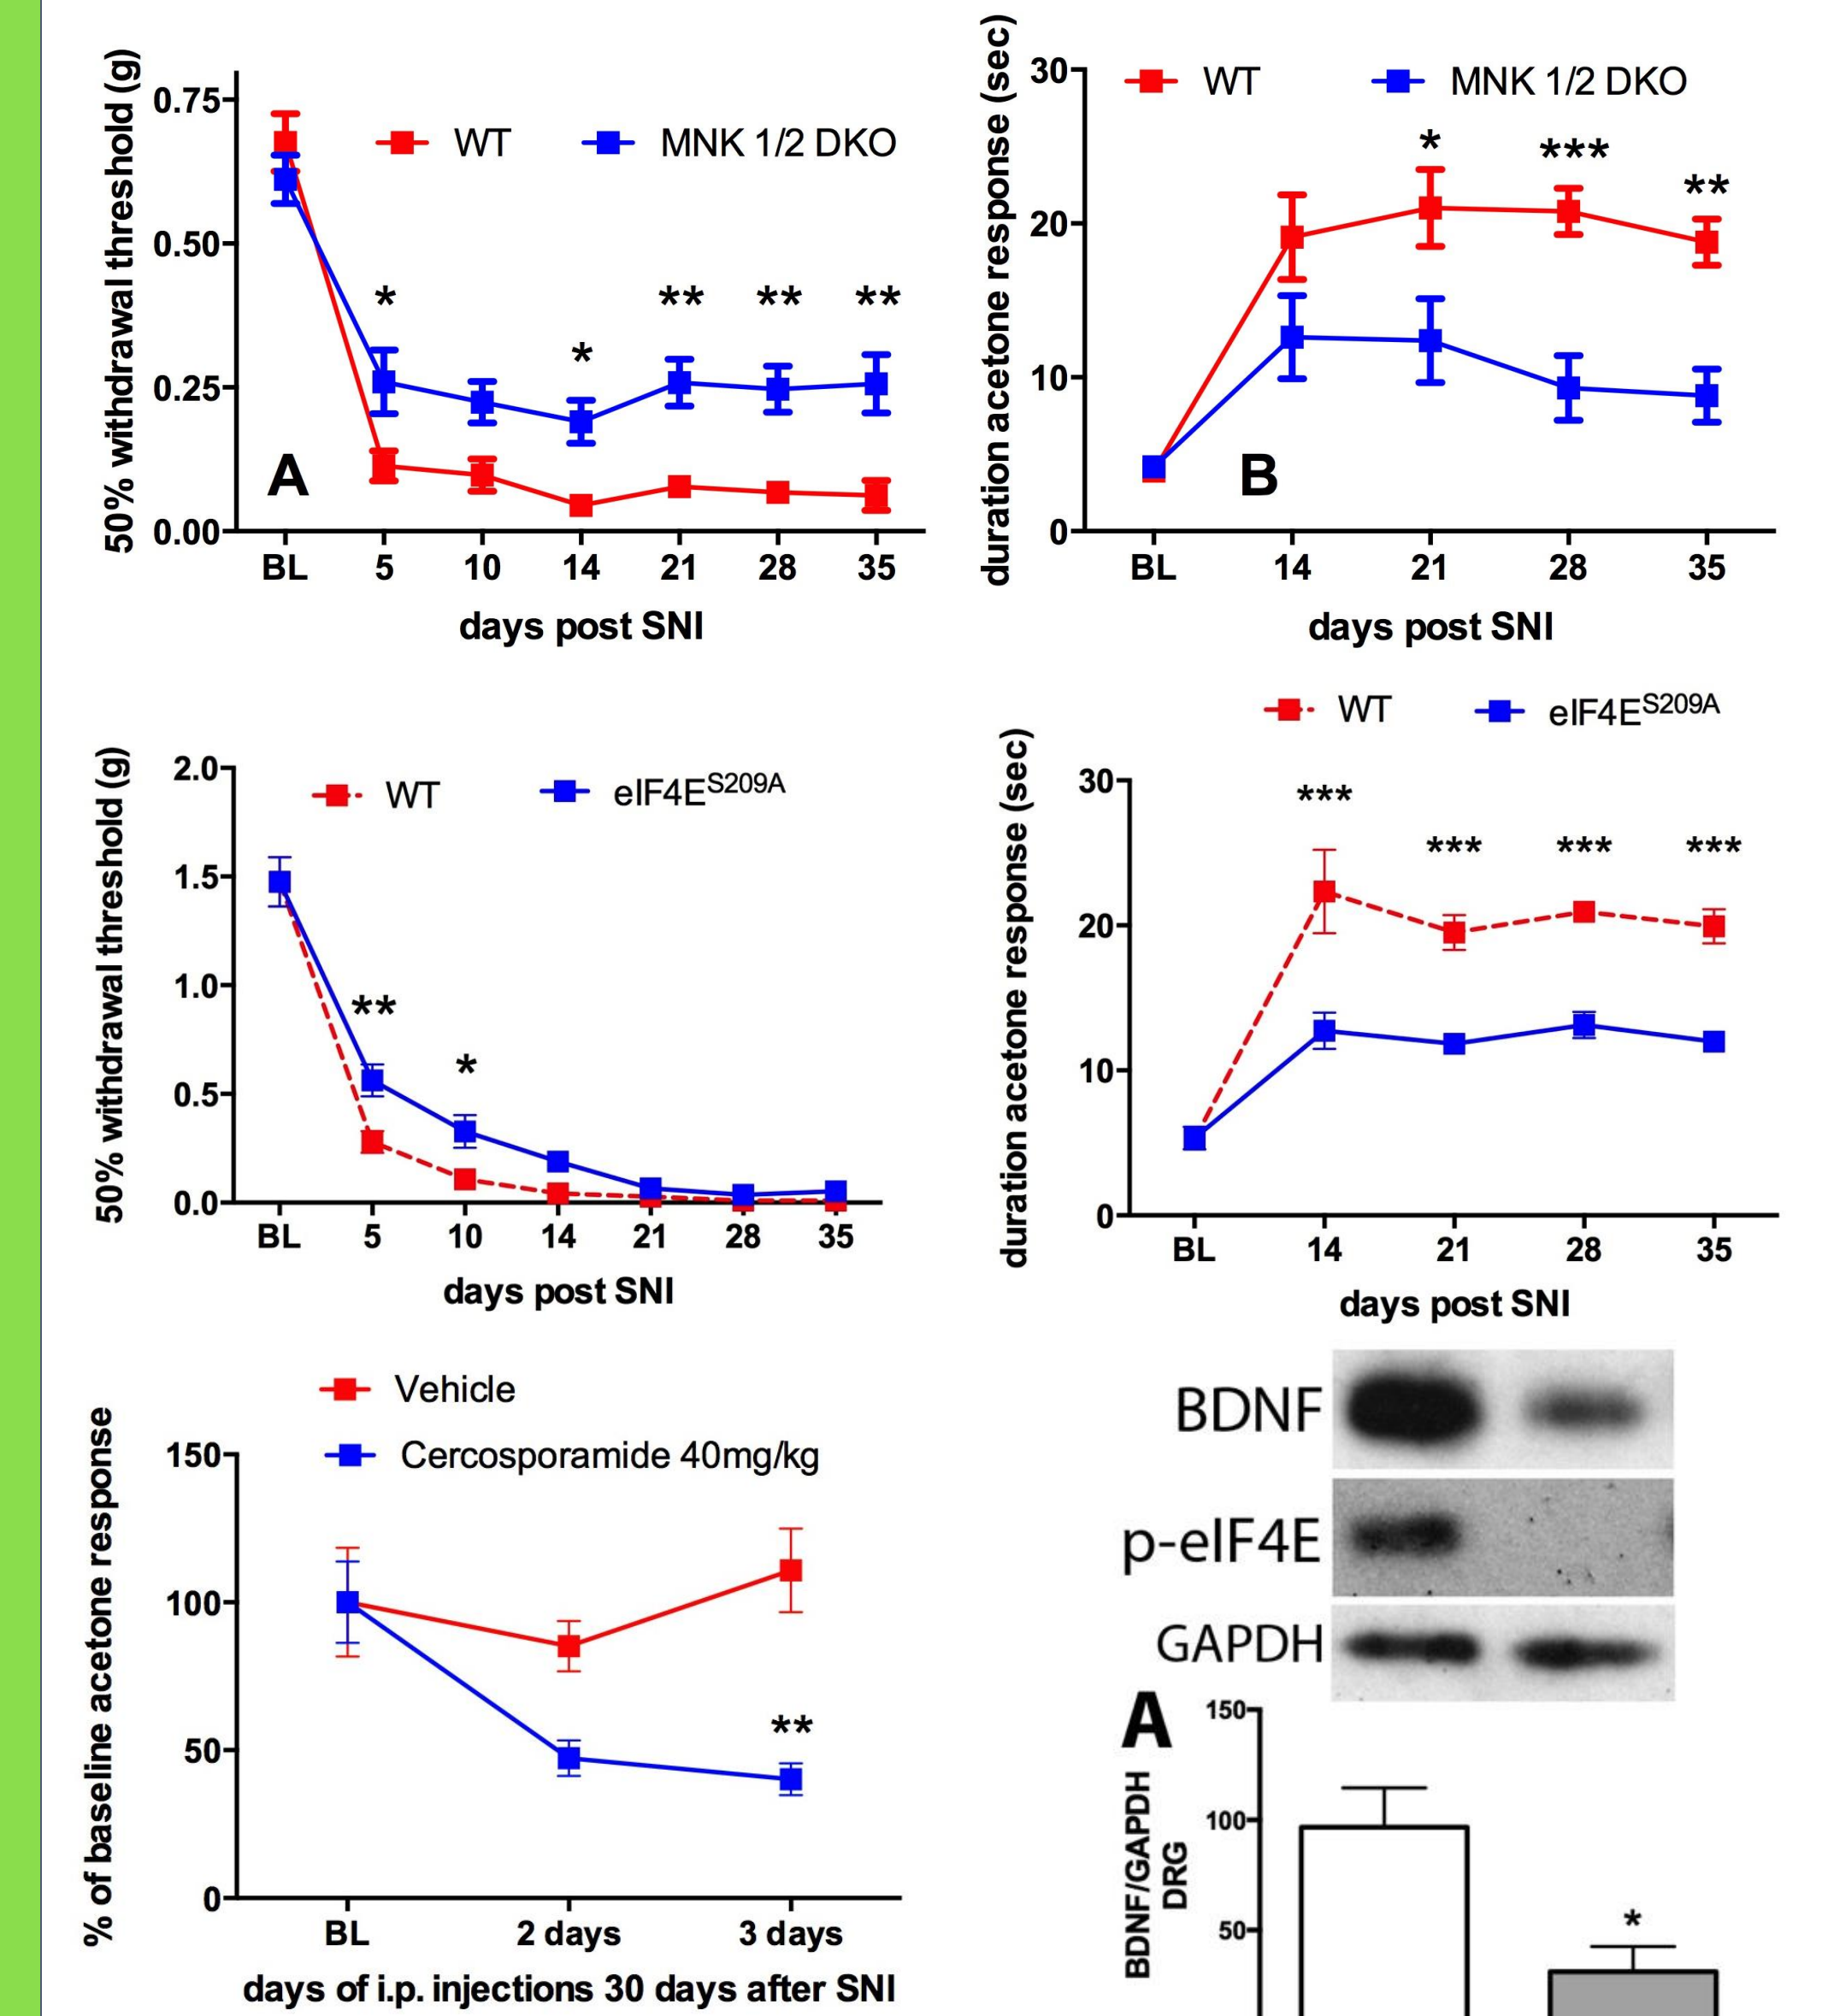 50% withdrawal threshold (g)
0.75
0.50
0.25
0.00
WT
MNK 1/2 DKO
*
*
**
**
**
A
BL 5 10 14 21 28 35
days post SNI
duration acetone response (sec)
30
20
10
0
WT
MNK 1/2 DKO
*
***
**
B
BL 14 21 28 35
days post SNI
50% withdrawal threshold (g)
2.0
1.5
1.0
0.5
0.0
WT
eIF4E^S209A
**
*
BL 5 10 14 21 28 35
days post SNI
duration acetone response (sec)
WT
eIF4E^S209A
30
20
10
0
***
***
***
***
BL 14 21 28 35
days post SNI
% of baseline acetone response
Vehicle
Cercosporamide 40mg/kg
150
100
50
0
**
BL 2 days 3 days
days of i.p. injections 30 days after SNI
BDNF
p-eIF4E
GAPDH
A
BDNF/GAPDH
DRG
150
100
50
*